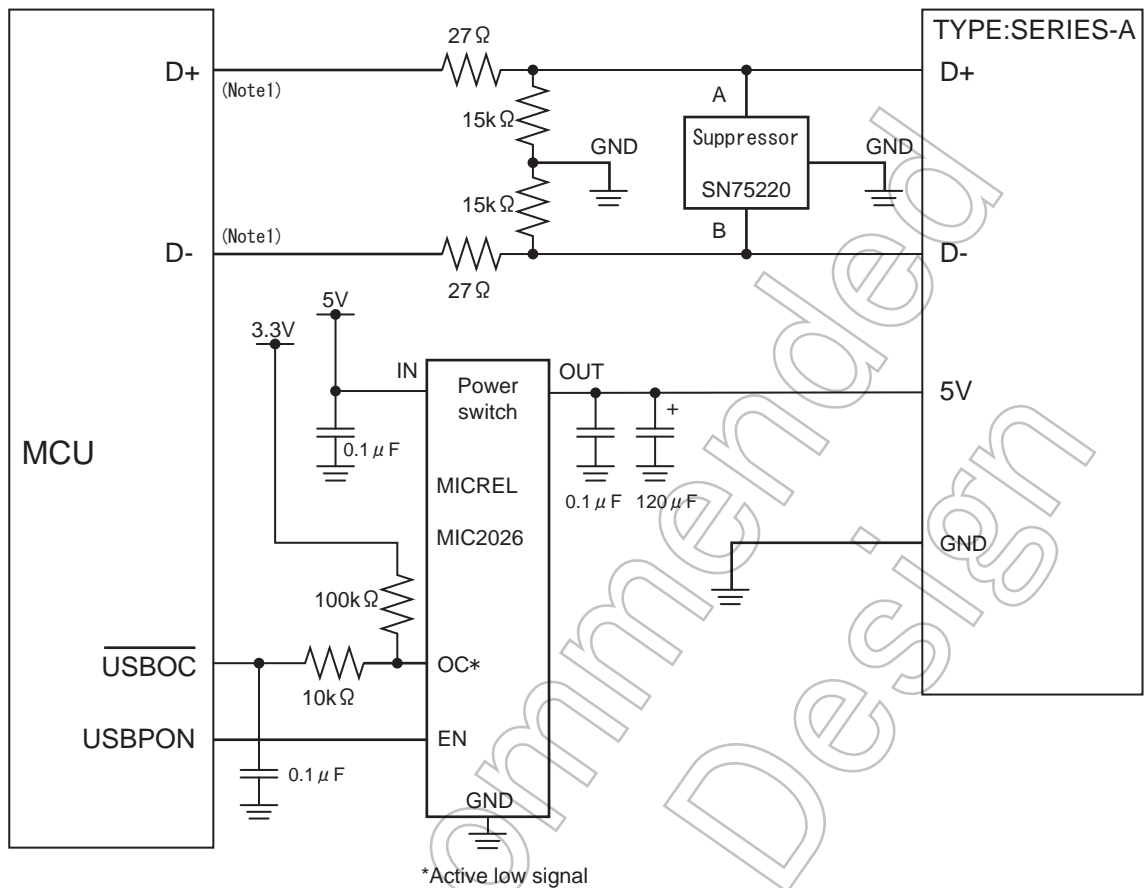 TYPE:SERIES-A
27Ω
D+
(Note1)
D+
A
15kΩ
GND
Suppressor
SN75220
GND
15kΩ
B
D-
(Note1)
D-
27Ω
5V
3.3V
IN
Power
switch
OUT
5V
0.1μF
+
MCU
MICREL
MIC2026
0.1μF
120μF
GND
100kΩ
USBOC
10kΩ
OC*
USBPON
EN
0.1μF
GND
*Active low signal
ommended
Design